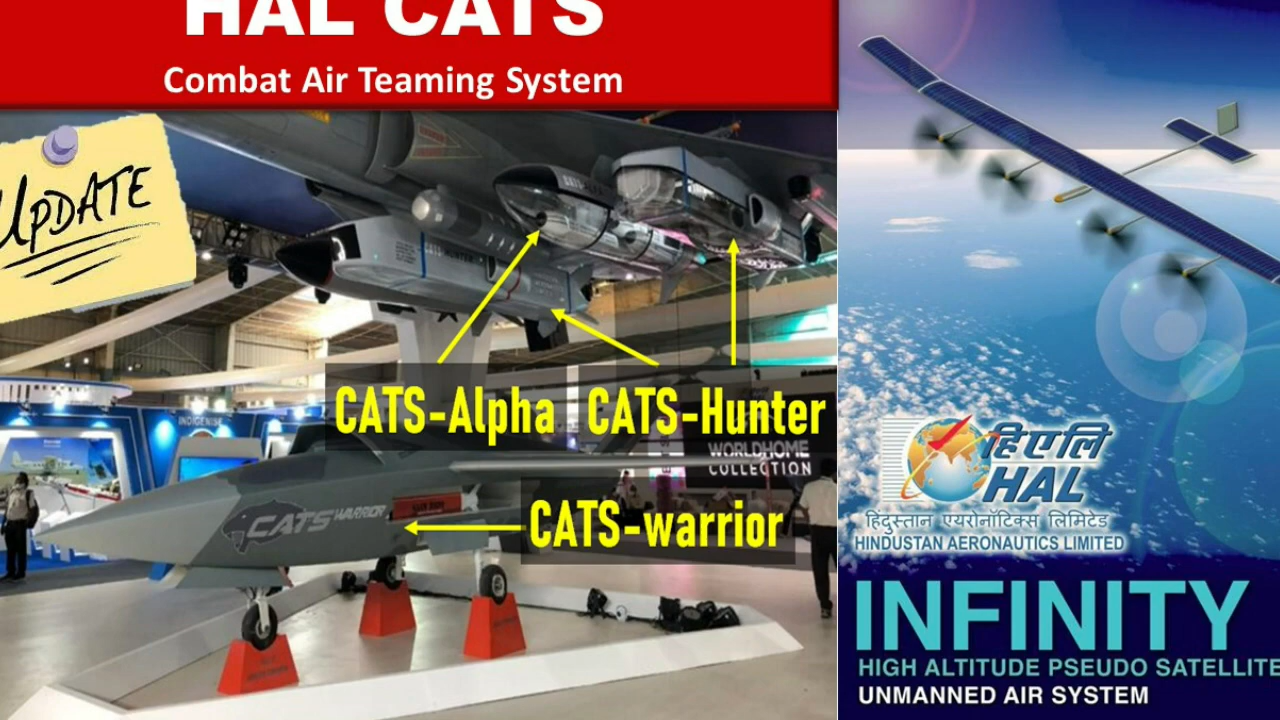 HAL CATS
Combat Air Teaming System
UPDATE
HUNTER
CATS-Alpha
CATS-Hunter
WORLDHOME
COLLECTION
CATS WARRIOR
CATS-warrior
हिएलि
HAL
हिदुस्तान एयरोनॉटिक्स लिमिटेड
HINDUSTAN AERONAUTICS LIMITED
INFINITY
HIGH ALTITUDE PSEUDO SATELLITE
UNMANNED AIR SYSTEM